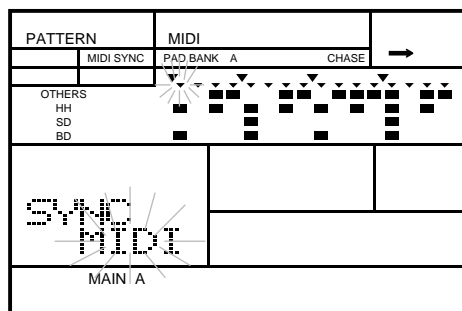 PATTERN MIDI
MIDI SYNC PAD BANK A CHASE
OTHERS
HH
SD
BD
SYNC
MIDI
MAIN A